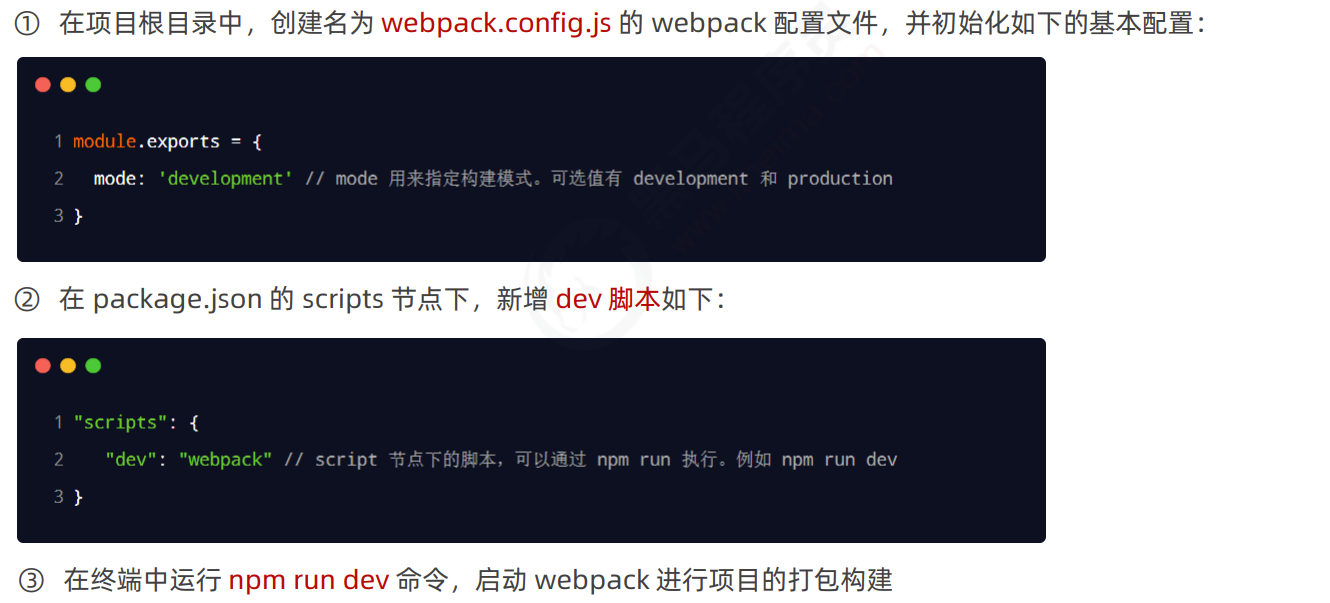 ① 在项目根目录中，创建名为 webpack.config.js 的 webpack 配置文件，并初始化如下的基本配置：
1 module.exports = {
2   mode: 'development' // mode 用来指定构建模式。可选值有 development 和 production
3 }
② 在 package.json 的 scripts 节点下，新增 dev 脚本如下：
1 "scripts": {
2    "dev": "webpack" // script 节点下的脚本，可以通过 npm run 执行。例如 npm run dev
3 }
③ 在终端中运行 npm run dev 命令，启动 webpack 进行项目的打包构建